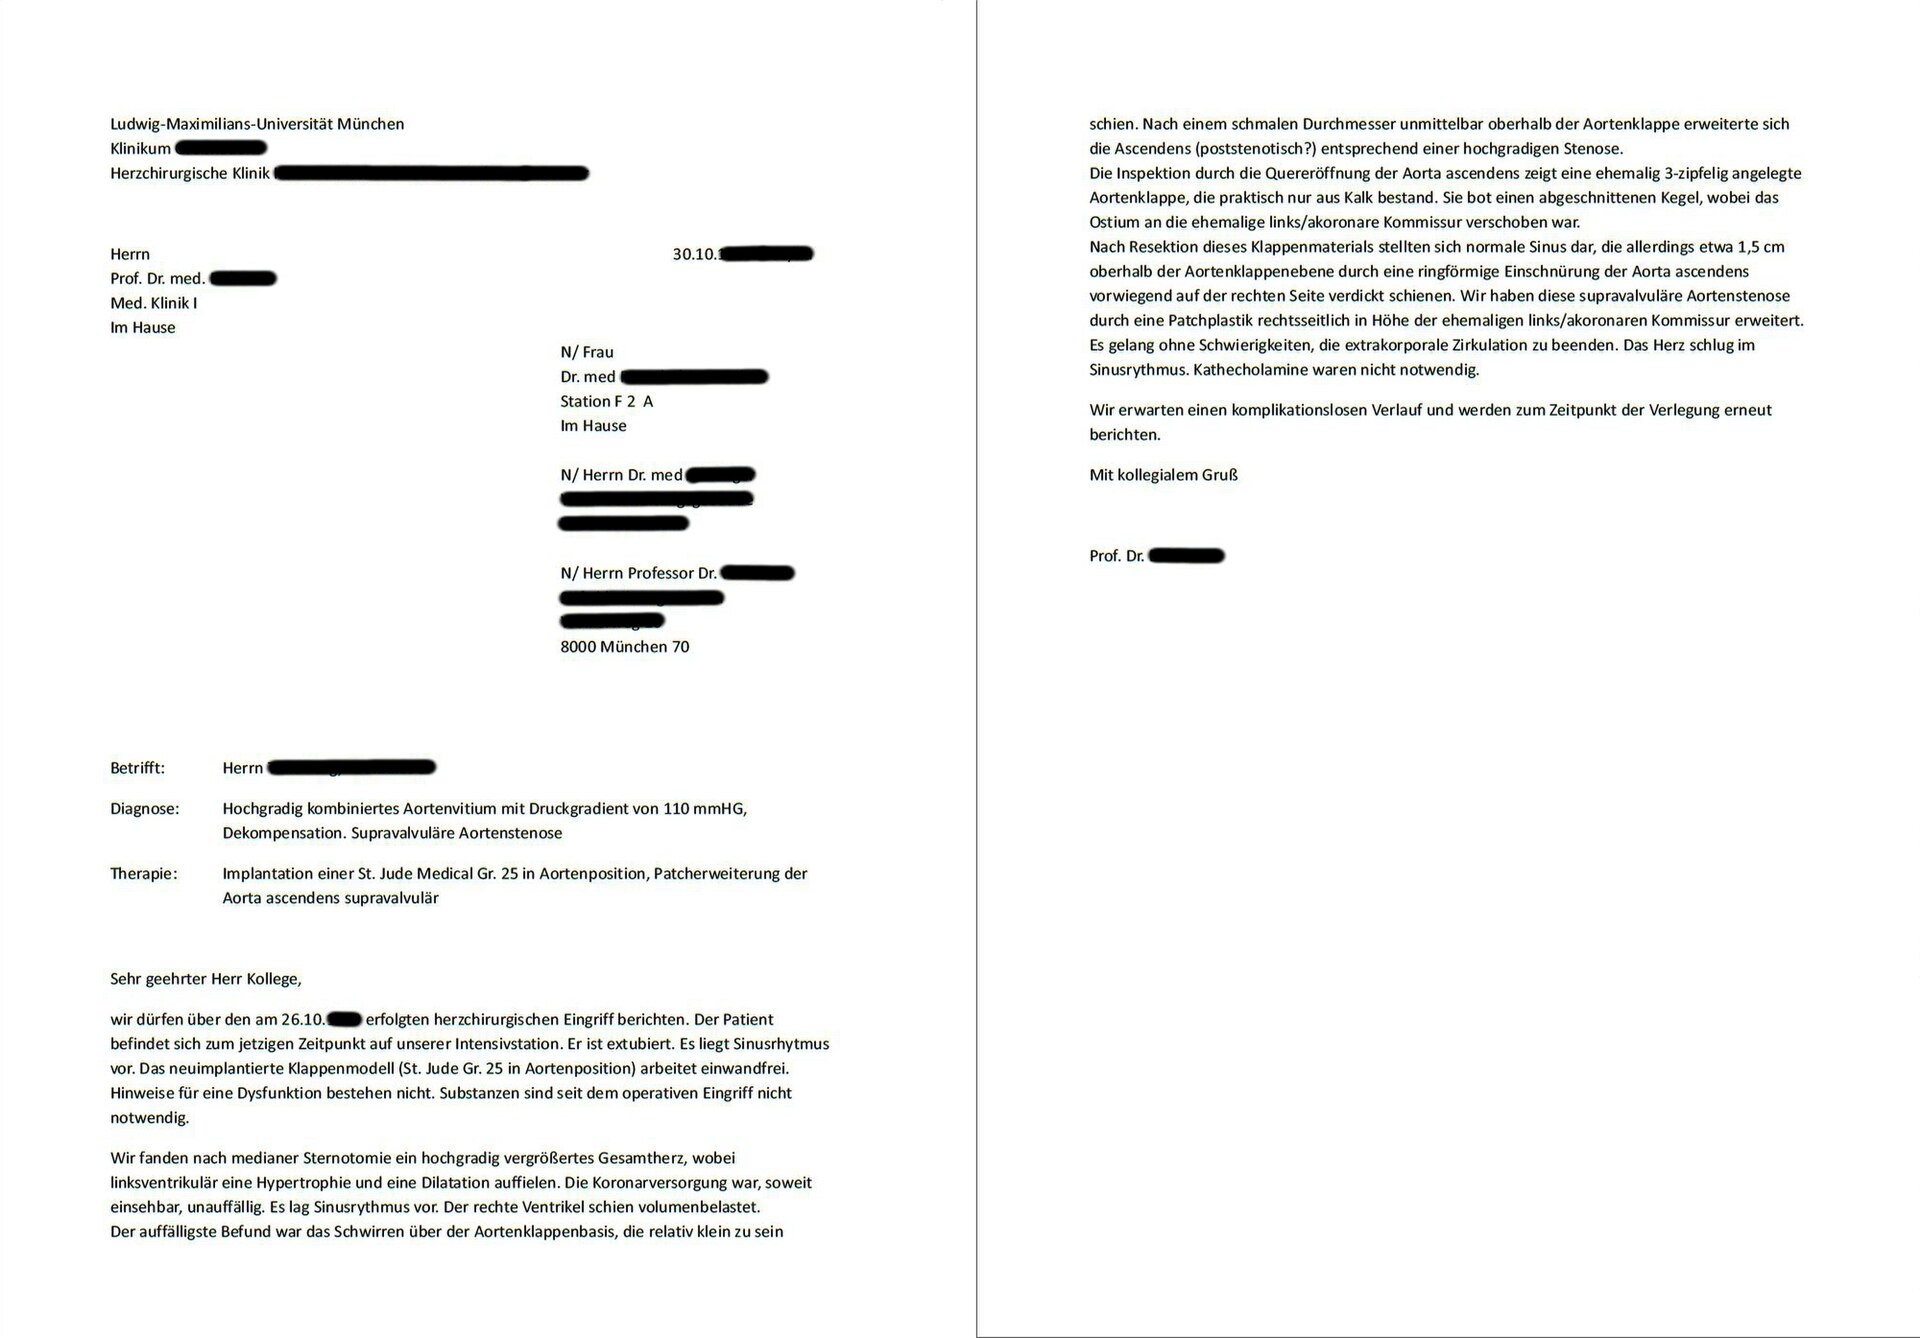 Ludwig-Maximilians-Universität München
Klinikum
Herzchirurgische Klinik
Herrn
30.10.
Prof. Dr. med.
Med. Klinik I
Im Hause
N/ Frau
Dr. med
Station F 2 A
Im Hause
N/ Herrn Dr. med
N/ Herrn Professor Dr.
8000 München 70
Betrifft: Herrn
Diagnose: Hochgradig kombiniertes Aortenvitium mit Druckgradient von 110 mmHG,
Dekompensation. Supravalvuläre Aortenstenose
Therapie: Implantation einer St. Jude Medical Gr. 25 in Aortenposition, Patcherweiterung der
Aorta ascendens supravalvulär
Sehr geehrter Herr Kollege,
wir dürfen über den am 26.10. erfolgten herzchirurgischen Eingriff berichten. Der Patient
befindet sich zum jetzigen Zeitpunkt auf unserer Intensivstation. Er ist extubiert. Es liegt Sinusrhytmus
vor. Das neuimplantierte Klappenmodell (St. Jude Gr. 25 in Aortenposition) arbeitet einwandfrei.
Hinweise für eine Dysfunktion bestehen nicht. Substanzen sind seit dem operativen Eingriff nicht
notwendig.
Wir fanden nach medianer Sternotomie ein hochgradig vergrößertes Gesamtherz, wobei
linksventrikulär eine Hypertrophie und eine Dilatation auffielen. Die Koronarversorgung war, soweit
einsehbar, unauffällig. Es lag Sinusrythmus vor. Der rechte Ventrikel schien volumenbelastet.
Der auffälligste Befund war das Schwirren über der Aortenklappenbasis, die relativ klein zu sein
schien. Nach einem schmalen Durchmesser unmittelbar oberhalb der Aortenklappe erweiterte sich
die Ascendens (poststenotisch?) entsprechend einer hochgradigen Stenose.
Die Inspektion durch die Quereröffnung der Aorta ascendens zeigt eine ehemalig 3-zipfelig angelegte
Aortenklappe, die praktisch nur aus Kalk bestand. Sie bot einen abgeschnittenen Kegel, wobei das
Ostium an die ehemalige links/akoronare Kommissur verschoben war.
Nach Resektion dieses Klappenmaterials stellten sich normale Sinus dar, die allerdings etwa 1,5 cm
oberhalb der Aortenklappenebene durch eine ringförmige Einschnürung der Aorta ascendens
vorwiegend auf der rechten Seite verdickt schienen. Wir haben diese supravalvuläre Aortenstenose
durch eine Patchplastik rechtsseitlich in Höhe der ehemaligen links/akoronaren Kommissur erweitert.
Es gelang ohne Schwierigkeiten, die extrakorporale Zirkulation zu beenden. Das Herz schlug im
Sinusrythmus. Kathecholamine waren nicht notwendig.
Wir erwarten einen komplikationslosen Verlauf und werden zum Zeitpunkt der Verlegung erneut
berichten.
Mit kollegialem Gruß
Prof. Dr.